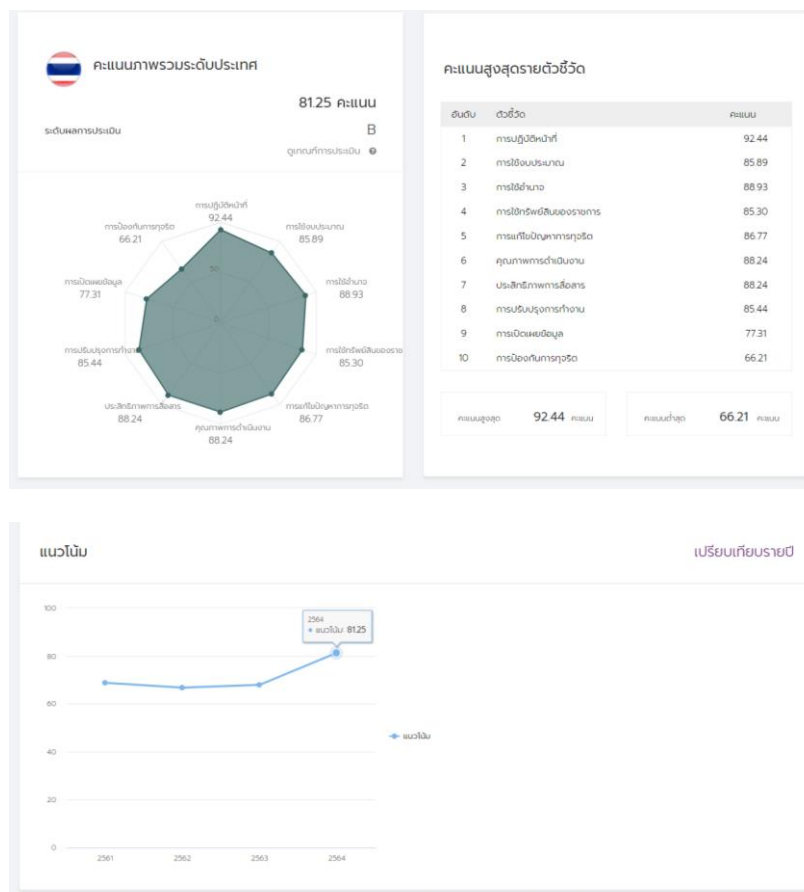 คะแนนภาพรวมระดับประเทศ
81.25 คะแนน
ระดับผลการประเมิน B
ดูเกณฑ์การประเมิน
การปฏิบัติหน้าที่
92.44
การใช้งบประมาณ
85.89
การใช้อำนาจ
88.93
การใช้ทรัพย์สินของราช
85.30
การแก้ไขปัญหาการทุจริต
86.77
คุณภาพการดำเนินงาน
88.24
ประสิทธิภาพการสื่อสาร
88.24
การปรับปรุงการทำงาน
85.44
การเปิดเผยข้อมูล
77.31
การป้องกันการทุจริต
66.21
50
0
คะแนนสูงสุดรายตัวชี้วัด
อันดับ ตัวชี้วัด คะแนน
1 การปฏิบัติหน้าที่ 92.44
2 การใช้งบประมาณ 85.89
3 การใช้อำนาจ 88.93
4 การใช้ทรัพย์สินของราชการ 85.30
5 การแก้ไขปัญหาการทุจริต 86.77
6 คุณภาพการดำเนินงาน 88.24
7 ประสิทธิภาพการสื่อสาร 88.24
8 การปรับปรุงการทำงาน 85.44
9 การเปิดเผยข้อมูล 77.31
10 การป้องกันการทุจริต 66.21
คะแนนสูงสุด 92.44 คะแนน
คะแนนต่ำสุด 66.21 คะแนน
แนวโน้ม เปรียบเทียบรายปี
100
80
60
40
20
0
2564
แนวโน้ม: 81.25
แนวโน้ม
2561 2562 2563 2564